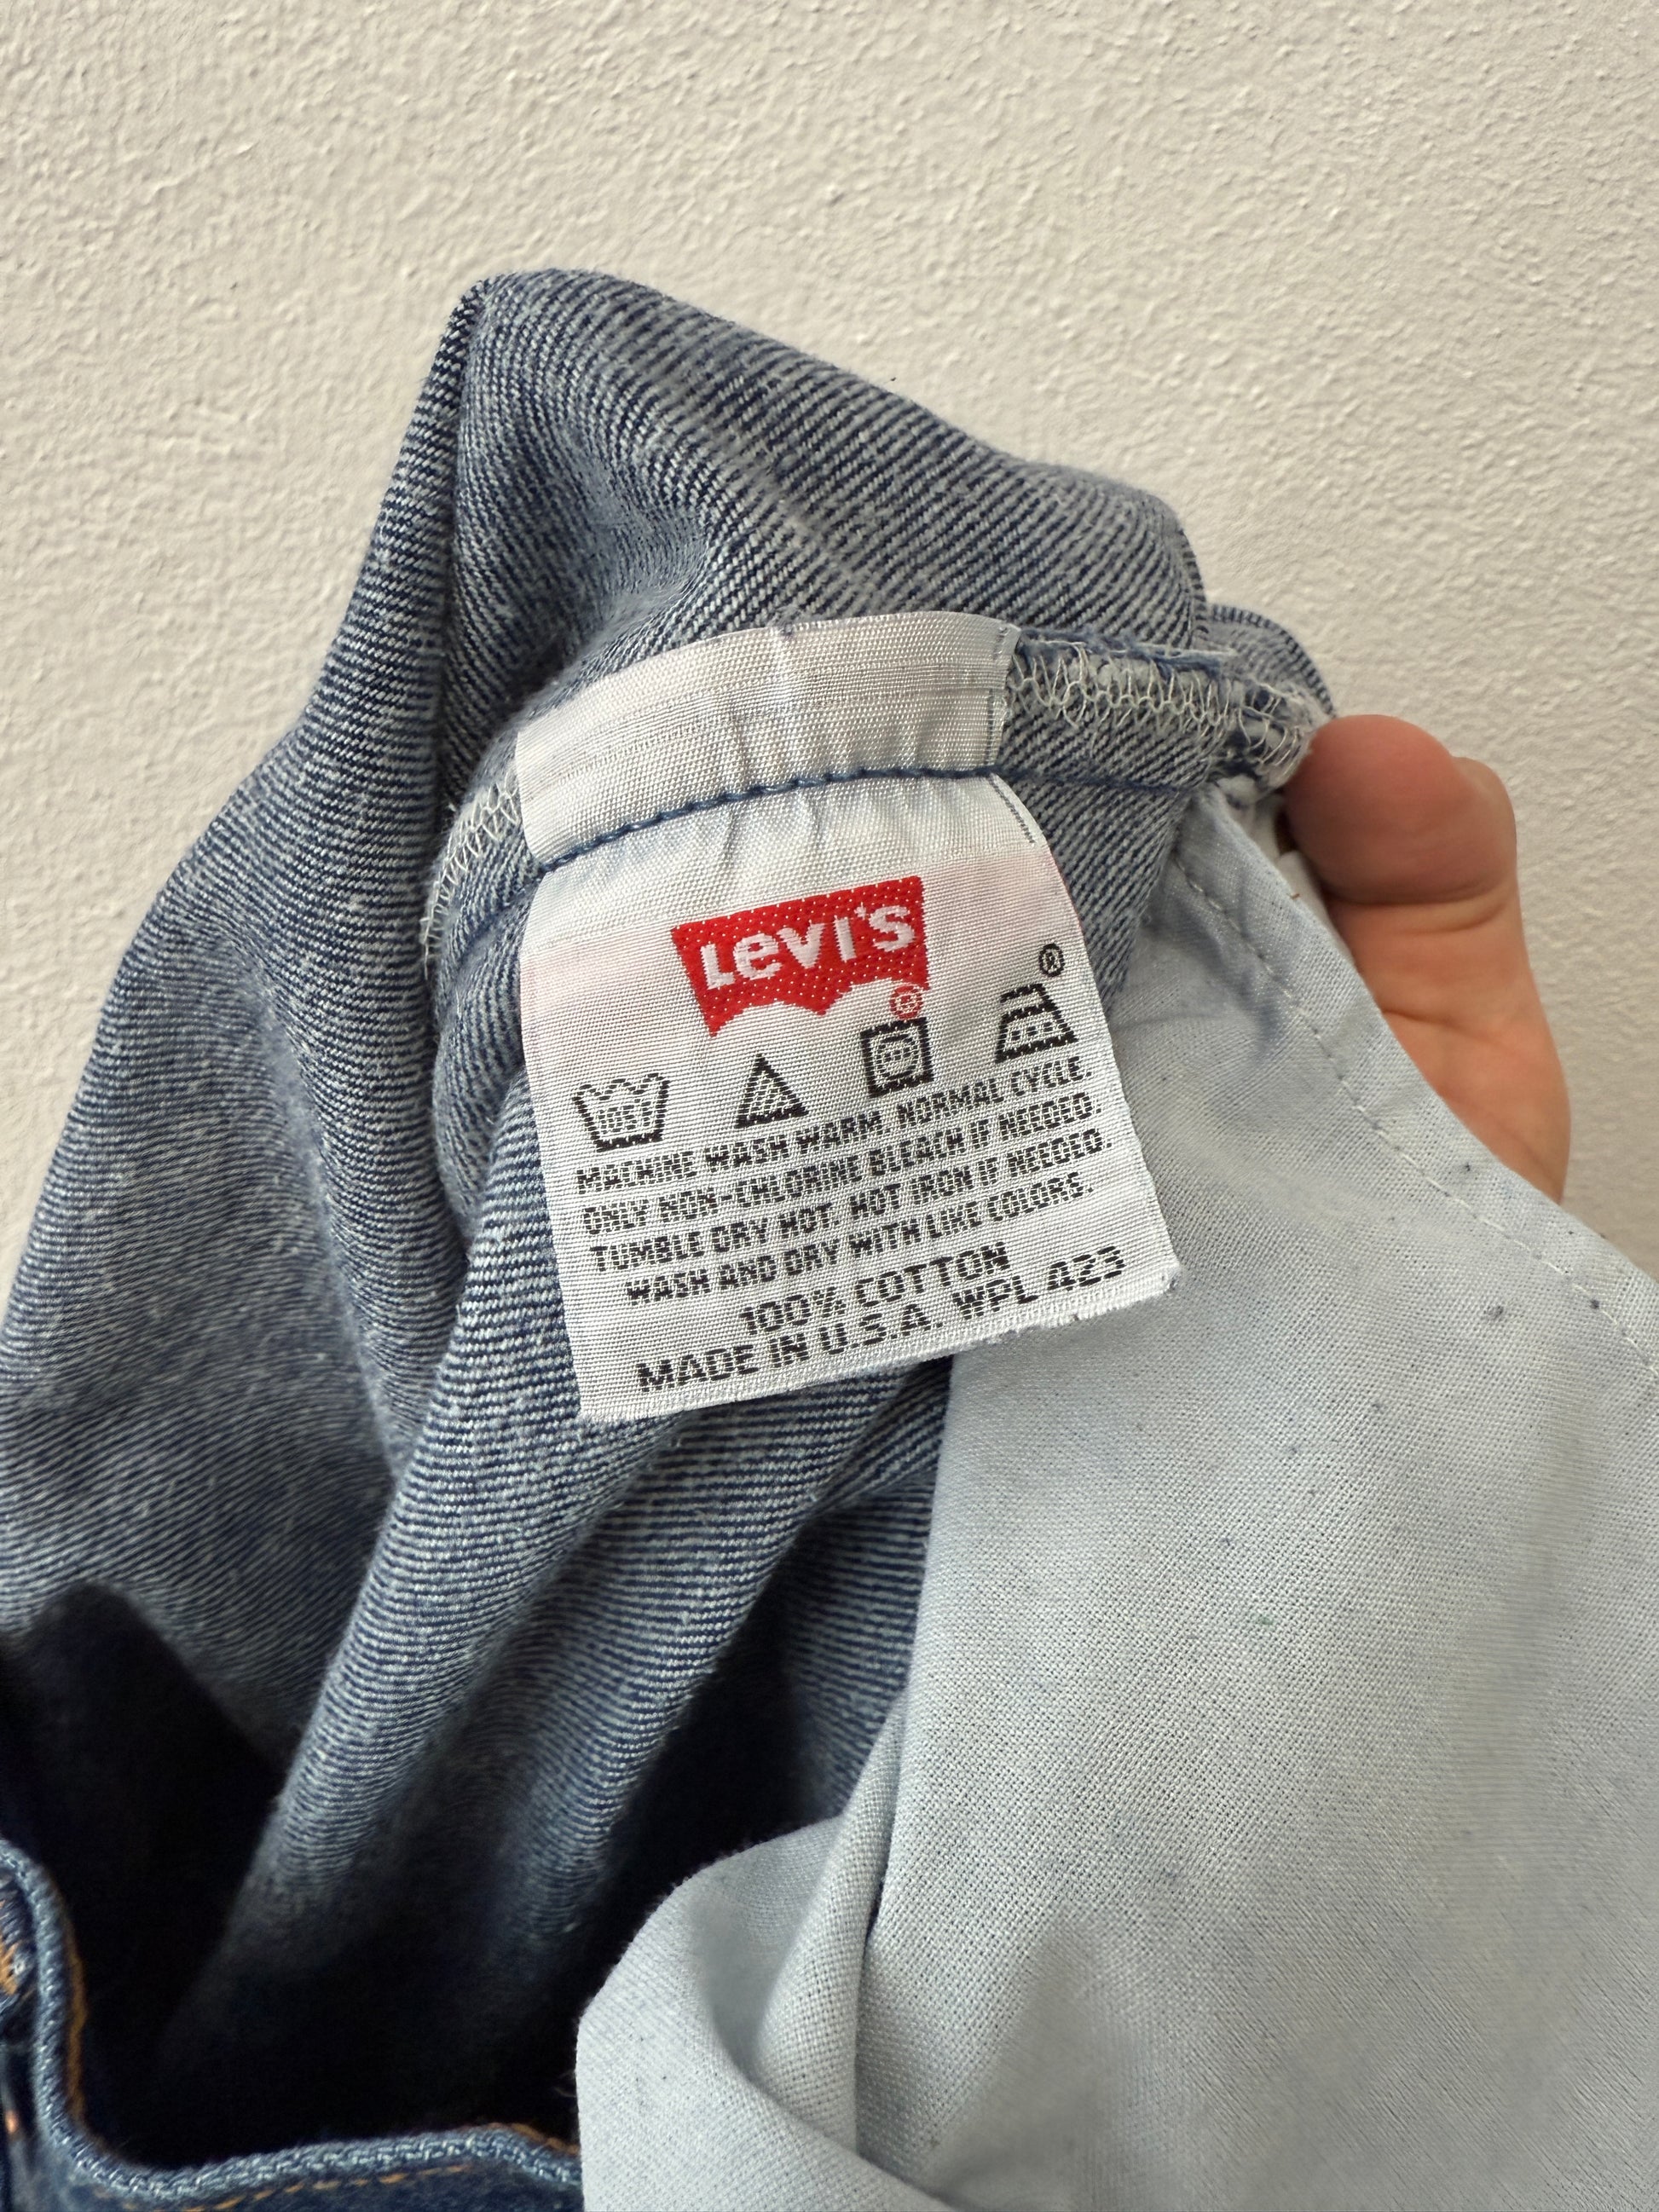 Levi's
®
®
105F
MACHINE WASH WARM, NORMAL CYCLE.
ONLY NON-CHLORINE BLEACH IF NEEDED.
TUMBLE DRY HOT. HOT IRON IF NEEDED.
WASH AND DRY WITH LIKE COLORS.
100% COTTON
MADE IN U.S.A. WPL 423